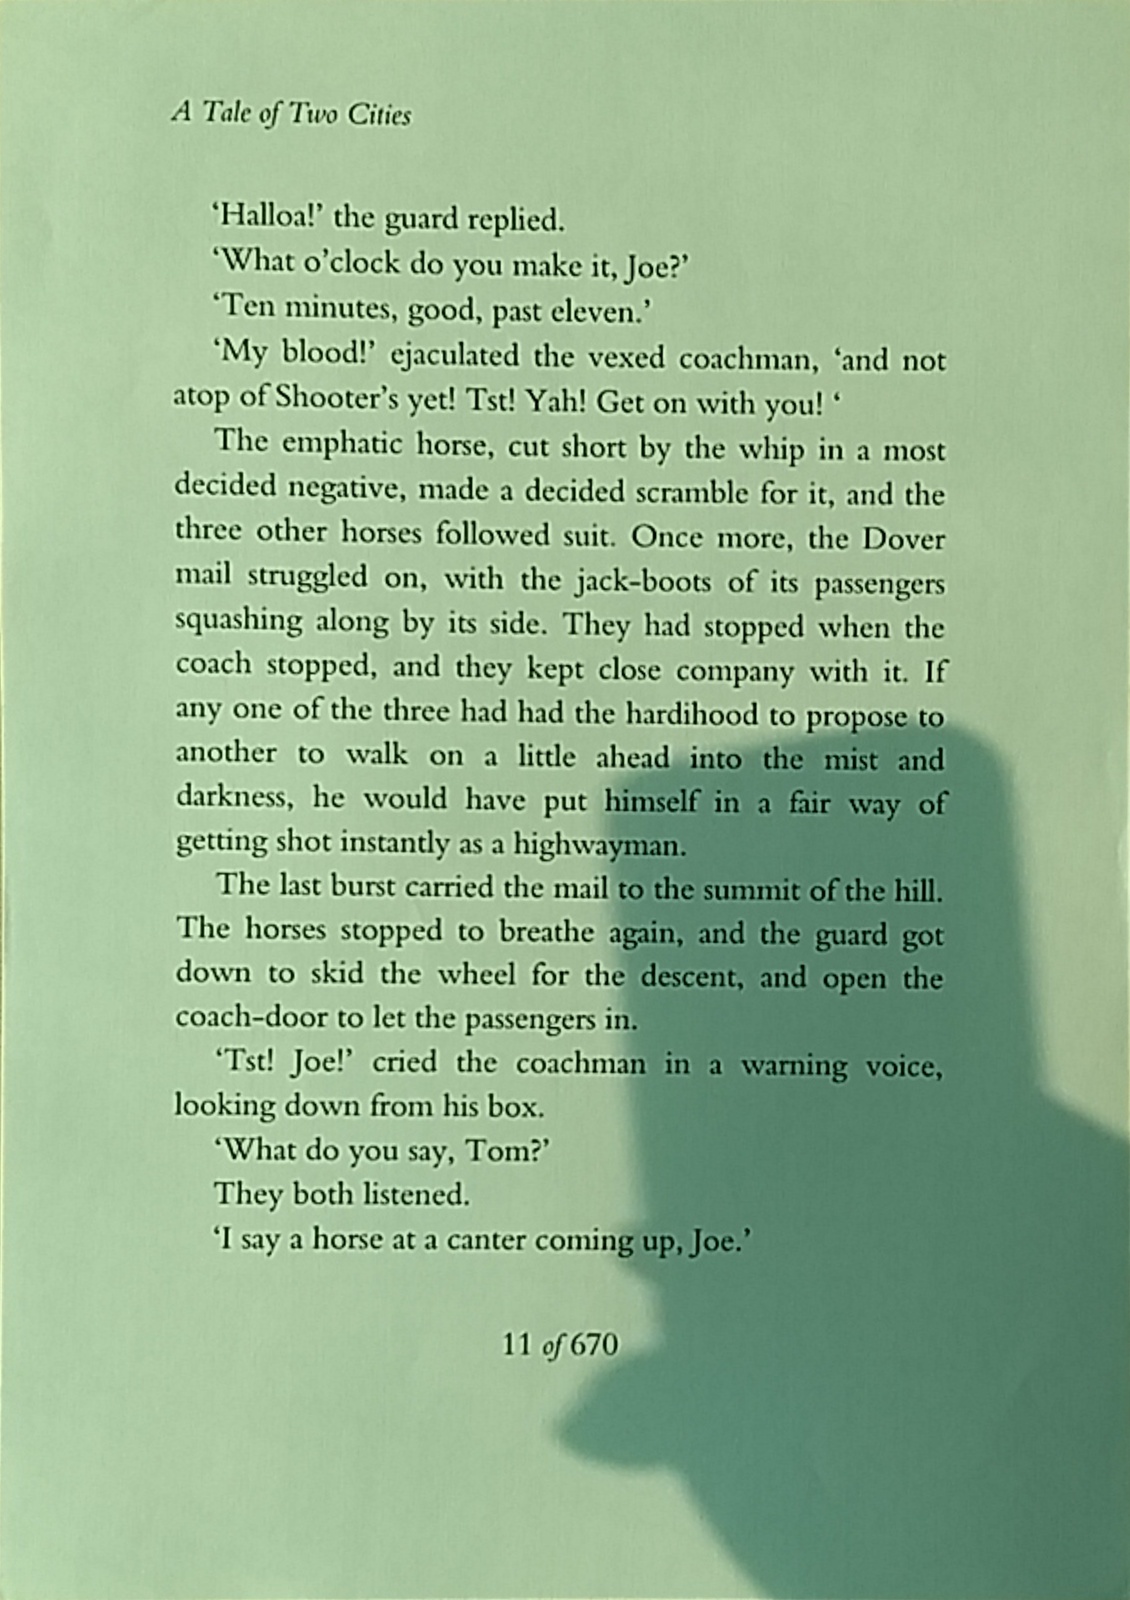 A Tale of Two Cities
‘Halloa!’ the guard replied.
‘What o’clock do you make it, Joe?’
‘Ten minutes, good, past eleven.’
‘My blood!’ ejaculated the vexed coachman, ‘and not
atop of Shooter’s yet! Tst! Yah! Get on with you! ‘
The emphatic horse, cut short by the whip in a most
decided negative, made a decided scramble for it, and the
three other horses followed suit. Once more, the Dover
mail struggled on, with the jack-boots of its passengers
squashing along by its side. They had stopped when the
coach stopped, and they kept close company with it. If
any one of the three had had the hardihood to propose to
another to walk on a little ahead into the mist and
darkness, he would have put himself in a fair way of
getting shot instantly as a highwayman.
The last burst carried the mail to the summit of the hill.
The horses stopped to breathe again, and the guard got
down to skid the wheel for the descent, and open the
coach-door to let the passengers in.
‘Tst! Joe!’ cried the coachman in a warning voice,
looking down from his box.
‘What do you say, Tom?’
They both listened.
‘I say a horse at a canter coming up, Joe.’
11 of 670